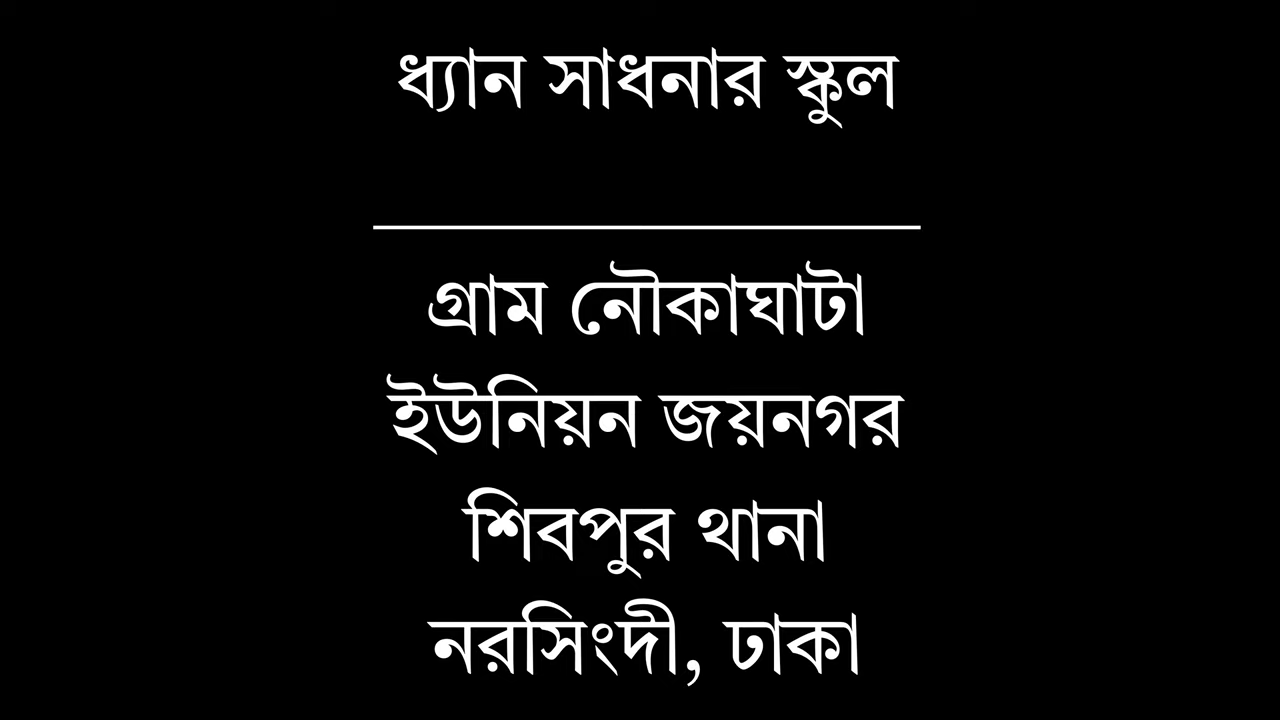 ধ্যান সাধনার স্কুল
গ্রাম নৌকাঘাটা
ইউনিয়ন জয়নগর
শিবপুর থানা
নরসিংদী, ঢাকা